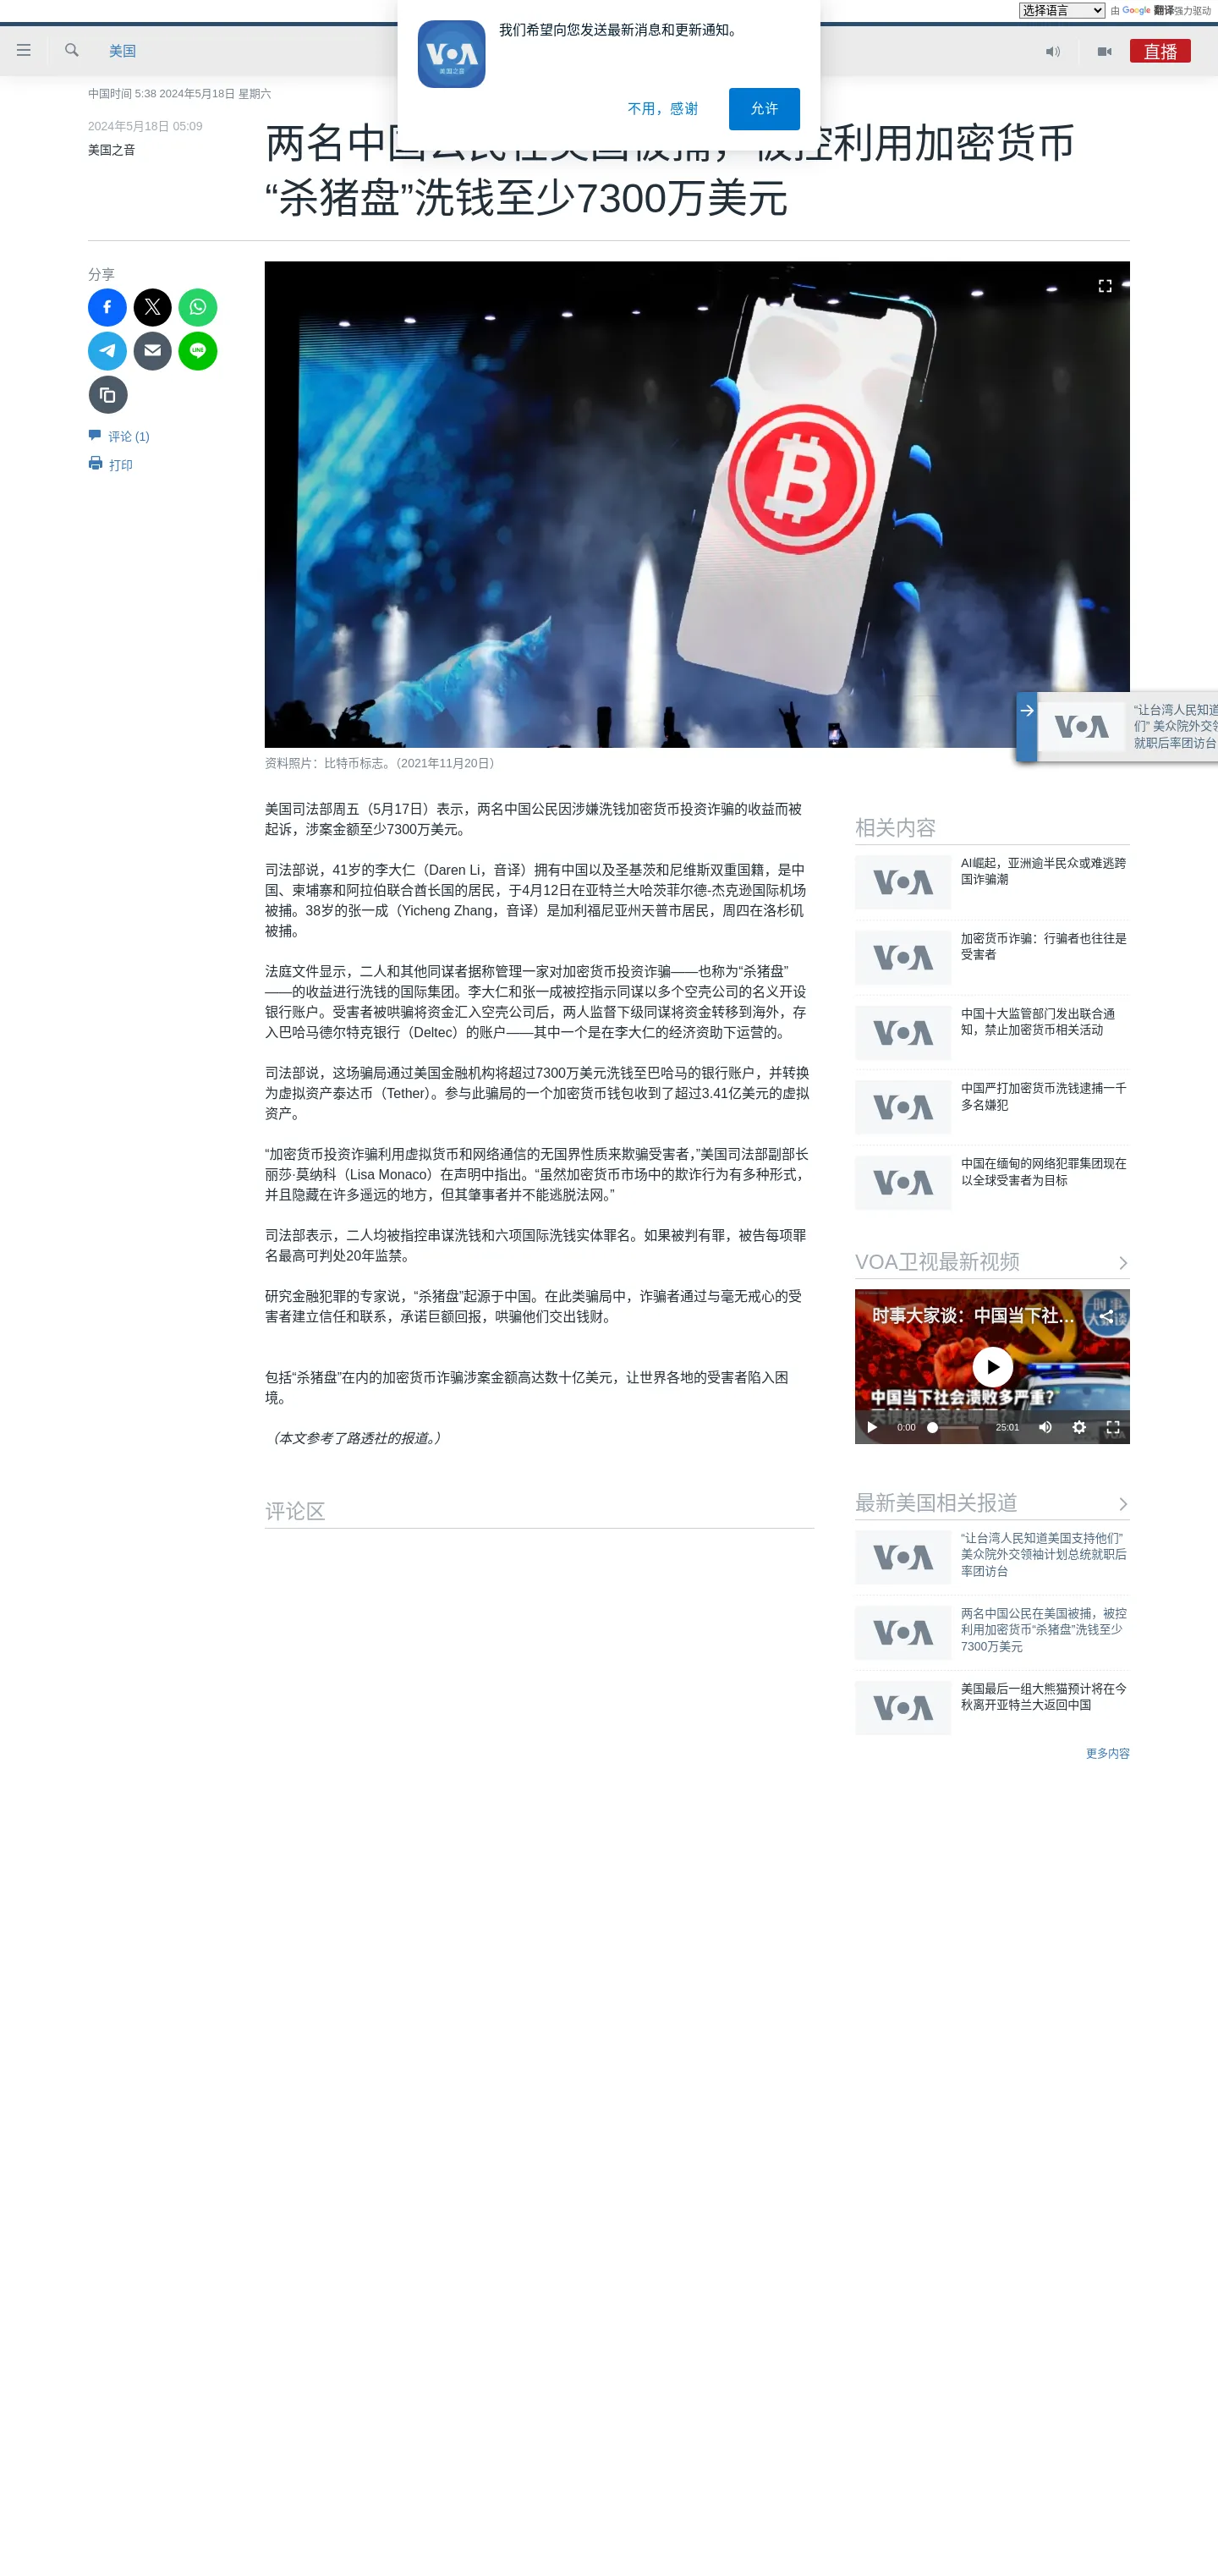 选择语言
由 Google 翻译强力驱动
美国
直播
VOA
美国之音
我们希望向您发送最新消息和更新通知。
不用，感谢
允许
中国时间 5:38 2024年5月18日 星期六
2024年5月18日 05:09
美国之音
两名中国公民在美国被捕，被控利用加密货币
“杀猪盘”洗钱至少7300万美元
分享
LINE
评论 (1)
打印
VOA
“让台湾人民知道
们” 美众院外交领
就职后率团访台
资料照片：比特币标志。（2021年11月20日）
美国司法部周五（5月17日）表示，两名中国公民因涉嫌洗钱加密货币投资诈骗的收益而被
起诉，涉案金额至少7300万美元。
司法部说，41岁的李大仁（Daren Li，音译）拥有中国以及圣基茨和尼维斯双重国籍，是中
国、柬埔寨和阿拉伯联合酋长国的居民，于4月12日在亚特兰大哈茨菲尔德-杰克逊国际机场
被捕。38岁的张一成（Yicheng Zhang，音译）是加利福尼亚州天普市居民，周四在洛杉矶
被捕。
法庭文件显示，二人和其他同谋者据称管理一家对加密货币投资诈骗——也称为“杀猪盘”
——的收益进行洗钱的国际集团。李大仁和张一成被控指示同谋以多个空壳公司的名义开设
银行账户。受害者被哄骗将资金汇入空壳公司后，两人监督下级同谋将资金转移到海外，存
入巴哈马德尔特克银行（Deltec）的账户——其中一个是在李大仁的经济资助下运营的。
司法部说，这场骗局通过美国金融机构将超过7300万美元洗钱至巴哈马的银行账户，并转换
为虚拟资产泰达币（Tether）。参与此骗局的一个加密货币钱包收到了超过3.41亿美元的虚拟
资产。
“加密货币投资诈骗利用虚拟货币和网络通信的无国界性质来欺骗受害者，”美国司法部副部长
丽莎·莫纳科（Lisa Monaco）在声明中指出。“虽然加密货币市场中的欺诈行为有多种形式，
并且隐藏在许多遥远的地方，但其肇事者并不能逃脱法网。”
司法部表示，二人均被指控串谋洗钱和六项国际洗钱实体罪名。如果被判有罪，被告每项罪
名最高可判处20年监禁。
研究金融犯罪的专家说，“杀猪盘”起源于中国。在此类骗局中，诈骗者通过与毫无戒心的受
害者建立信任和联系，承诺巨额回报，哄骗他们交出钱财。
包括“杀猪盘”在内的加密货币诈骗涉案金额高达数十亿美元，让世界各地的受害者陷入困
境。
（本文参考了路透社的报道。）
评论区
相关内容
VOA
AI崛起，亚洲逾半民众或难逃跨
国诈骗潮
VOA
加密货币诈骗：行骗者也往往是
受害者
VOA
中国十大监管部门发出联合通
知，禁止加密货币相关活动
VOA
中国严打加密货币洗钱逮捕一千
多名嫌犯
VOA
中国在缅甸的网络犯罪集团现在
以全球受害者为目标
VOA卫视最新视频
时事大家谈：中国当下社...
中国当下社会溃败多严重？
0:00
25:01
最新美国相关报道
VOA
“让台湾人民知道美国支持他们”
美众院外交领袖计划总统就职后
率团访台
VOA
两名中国公民在美国被捕，被控
利用加密货币“杀猪盘”洗钱至少
7300万美元
VOA
美国最后一组大熊猫预计将在今
秋离开亚特兰大返回中国
更多内容